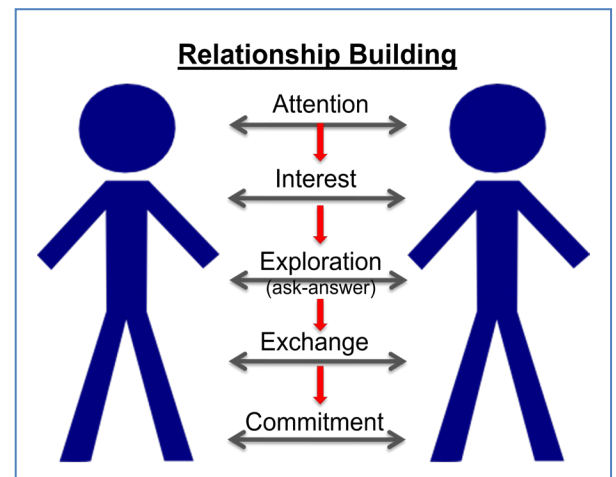 Relationship Building
Attention
Interest
Exploration
(ask-answer)
Exchange
Commitment